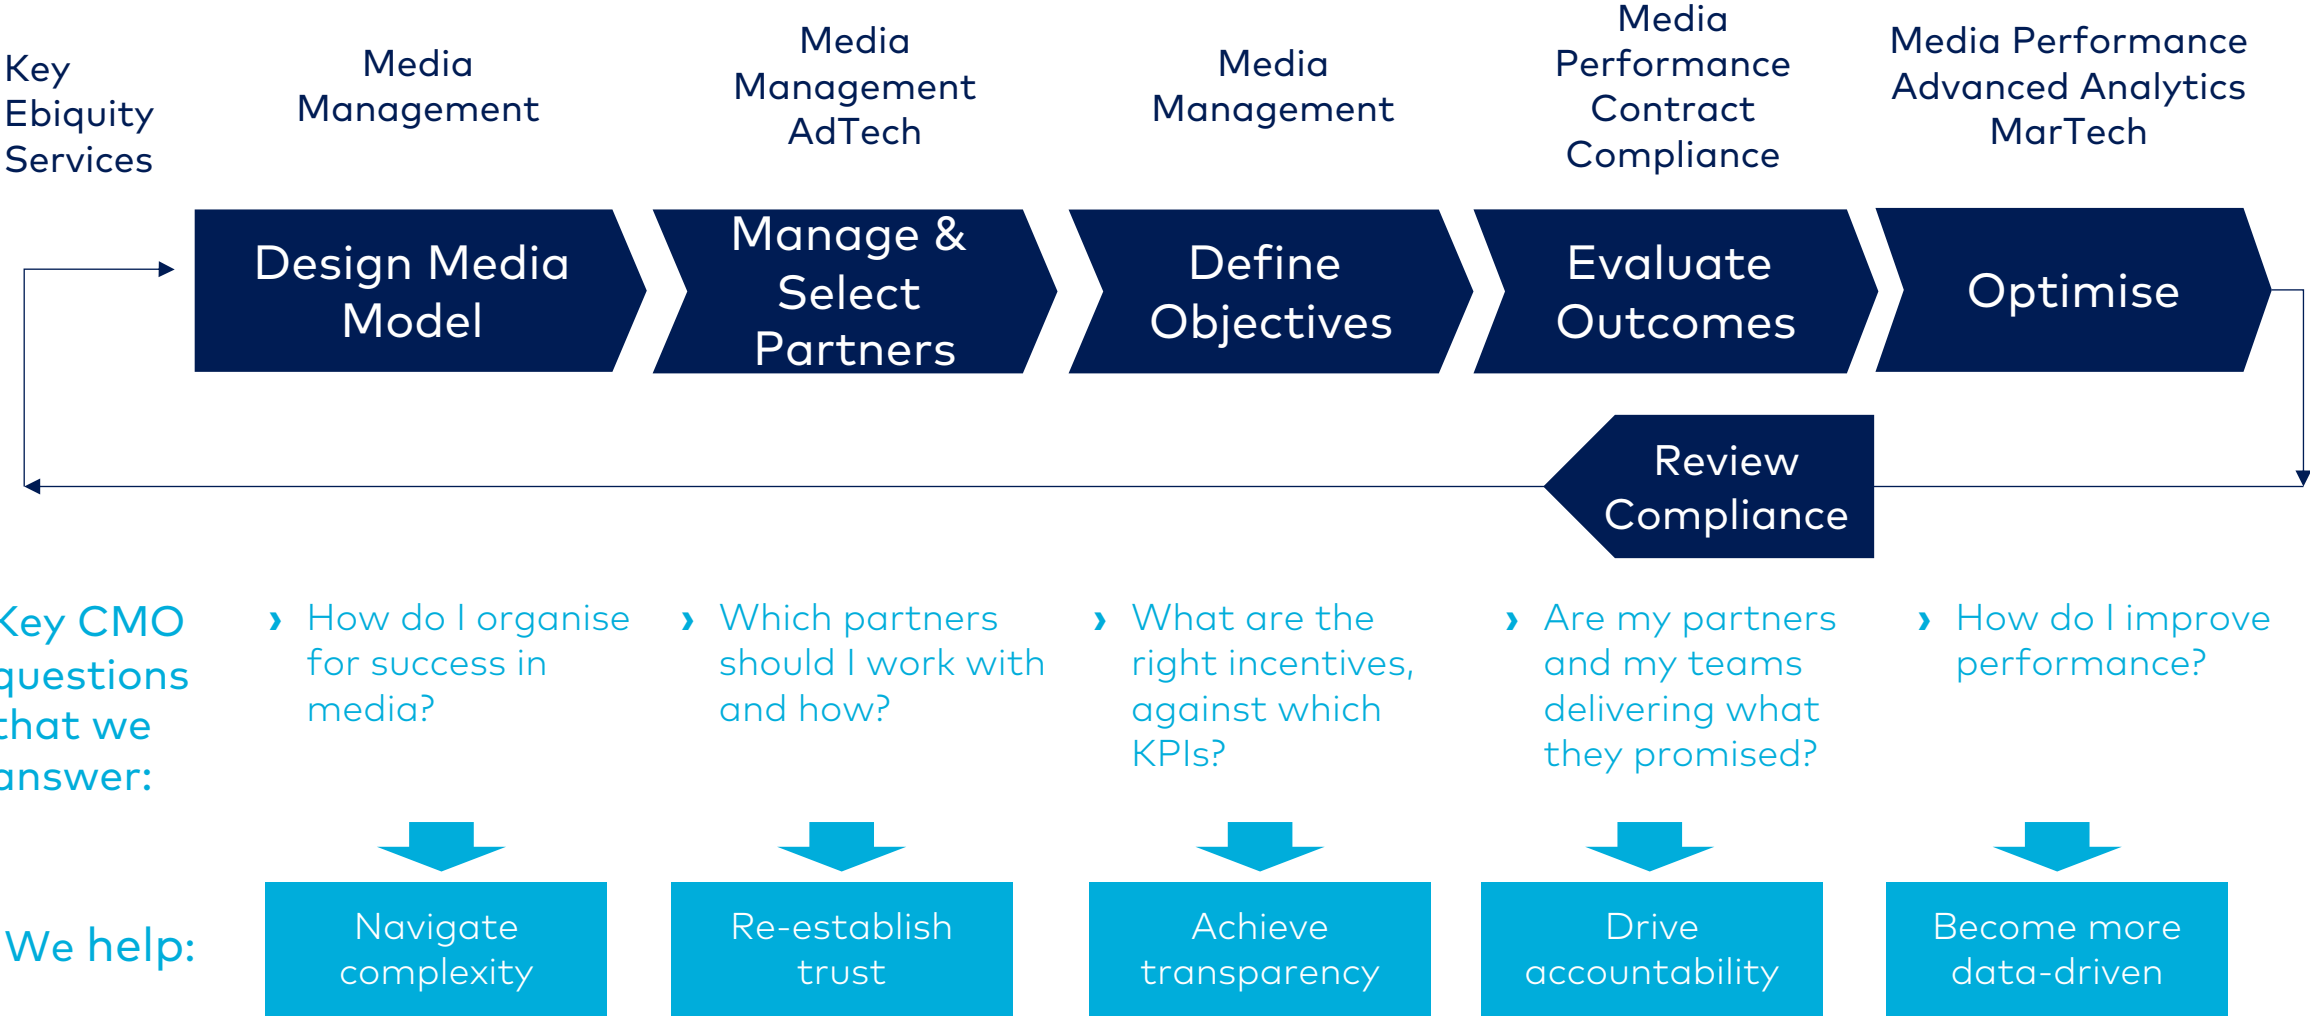 Key
Ebiquity
Services
Media
Management
Media
Management
AdTech
Media
Management
Media
Performance
Contract
Compliance
Media Performance
Advanced Analytics
MarTech
Design Media
Model
Manage &
Select
Partners
Define
Objectives
Evaluate
Outcomes
Optimise
Review
Compliance
Key CMO
questions
that we
answer:
› How do I organise
for success in
media?
› Which partners
should I work with
and how?
› What are the
right incentives,
against which
KPIs?
› Are my partners
and my teams
delivering what
they promised?
› How do I improve
performance?
We help:
Navigate
complexity
Re-establish
trust
Achieve
transparency
Drive
accountability
Become more
data-driven